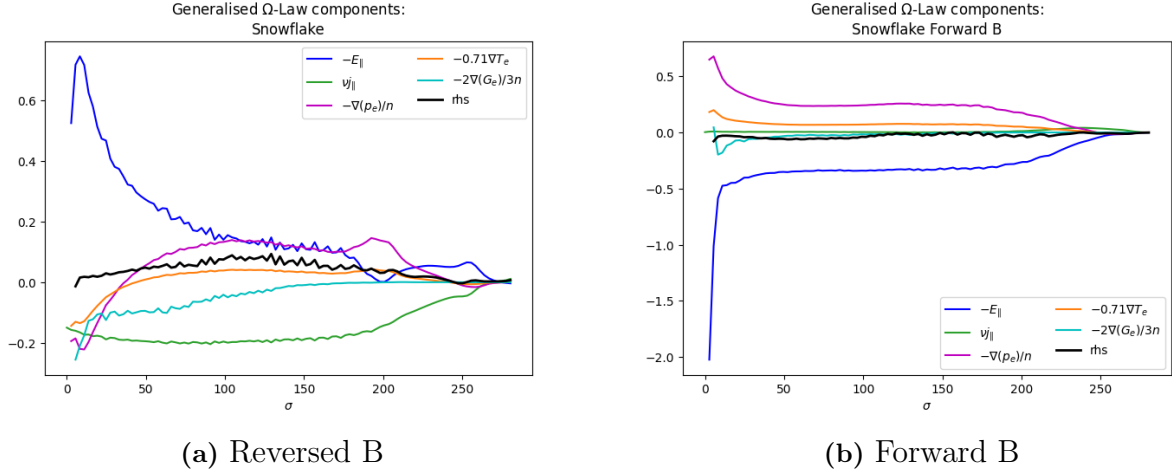 Generalised Ω-Law components:
Snowflake
−E∥
νj∥
−∇(pₑ)/n
−0.71∇Tₑ
−2∇(Gₑ)/3n
rhs
0.6
0.4
0.2
0.0
−0.2
0
50
100
150
200
250
σ
(a) Reversed B
Generalised Ω-Law components:
Snowflake Forward B
0.5
0.0
−0.5
−1.0
−1.5
−2.0
−E∥
νj∥
−∇(pₑ)/n
−0.71∇Tₑ
−2∇(Gₑ)/3n
rhs
0
50
100
150
200
250
σ
(b) Forward B